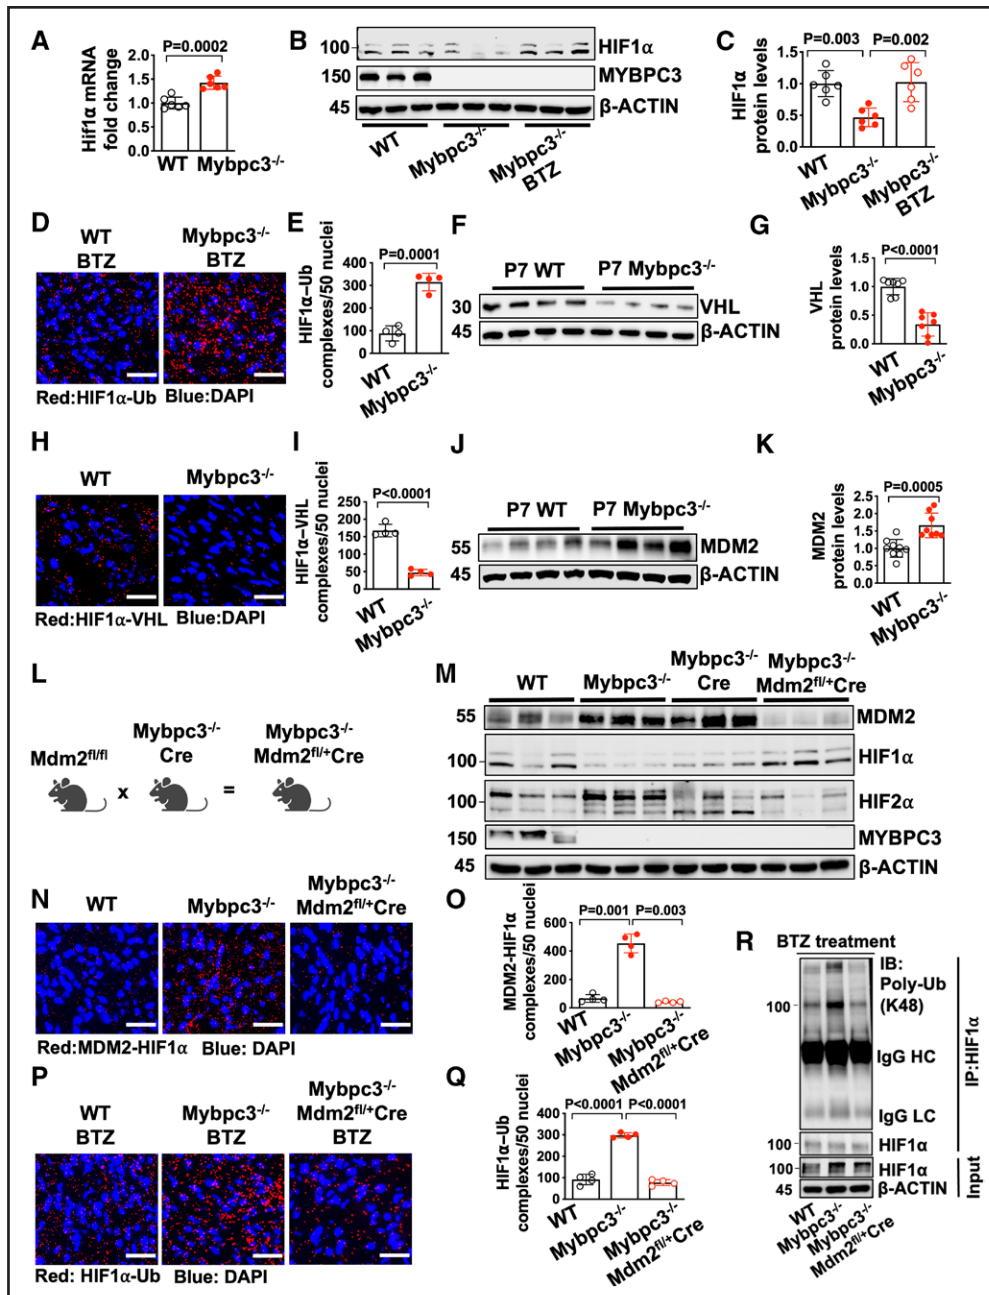 A
Hif1α mRNA
fold change
2.0
1.5
1.0
0.5
0.0
P=0.0002
WT
Mybpc3-/-
B
100
150
45
HIF1α
MYBPC3
β-ACTIN
WT
Mybpc3-/-
Mybpc3-/-
BTZ
C
HIF1α
protein levels
1.5
1.0
0.5
0.0
P=0.003
P=0.002
WT
Mybpc3-/-
Mybpc3-/-
BTZ
D
WT
BTZ
Mybpc3-/-
BTZ
Red:HIF1α-Ub
Blue:DAPI
E
HIF1α-Ub
complexes/50 nuclei
400
300
200
100
0
P=0.0001
WT
Mybpc3-/-
F
P7 WT
P7 Mybpc3-/-
30
45
VHL
β-ACTIN
G
VHL
protein levels
1.5
1.0
0.5
0.0
P<0.0001
WT
Mybpc3-/-
H
WT
Mybpc3-/-
Red:HIF1α-VHL
Blue:DAPI
I
HIF1α-VHL
complexes/50 nuclei
200
150
100
50
0
P<0.0001
WT
Mybpc3-/-
J
P7 WT
P7 Mybpc3-/-
55
45
MDM2
β-ACTIN
K
MDM2
protein levels
2.5
2.0
1.5
1.0
0.5
0.0
P=0.0005
WT
Mybpc3-/-
L
Mdm2fl/fl
Mybpc3-/-
Cre
Mybpc3-/-
Mdm2fl/+Cre
x
=
M
WT
Mybpc3-/-
Mybpc3-/-
Cre
Mybpc3-/-
Mdm2fl/+Cre
55
100
100
150
45
MDM2
HIF1α
HIF2α
MYBPC3
β-ACTIN
N
WT
Mybpc3-/-
Mybpc3-/-
Mdm2fl/+Cre
Red:MDM2-HIF1α
Blue: DAPI
O
MDM2-HIF1α
complexes/50 nuclei
600
400
200
0
P=0.001
P=0.003
WT
Mybpc3-/-
Mybpc3-/-
Mdm2fl/+Cre
P
WT
BTZ
Mybpc3-/-
BTZ
Mybpc3-/-
Mdm2fl/+Cre
BTZ
Red: HIF1α-Ub
Blue: DAPI
Q
HIF1α-Ub
complexes/50 nuclei
400
300
200
100
0
P<0.0001
P<0.0001
WT
Mybpc3-/-
Mybpc3-/-
Mdm2fl/+Cre
R
BTZ treatment
100
IB:
Poly-Ub
(K48)
IgG HC
IgG LC
IP:HIF1α
100
HIF1α
100
HIF1α
45
β-ACTIN
Input
WT
Mybpc3-/-
Mybpc3-/-
Mdm2fl/+Cre